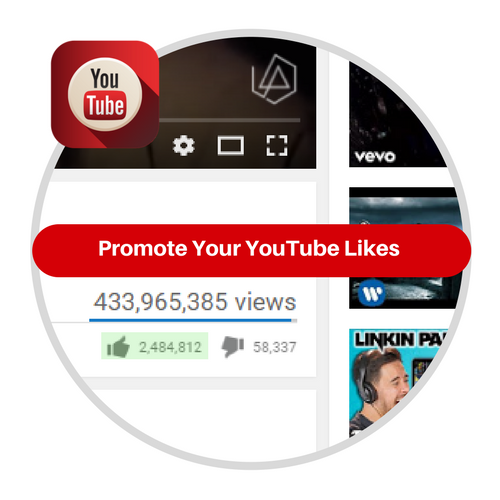 You
Tube
vevo
Promote Your YouTube Likes
433,965,385 views
2,484,812 58,337
LINKIN PA